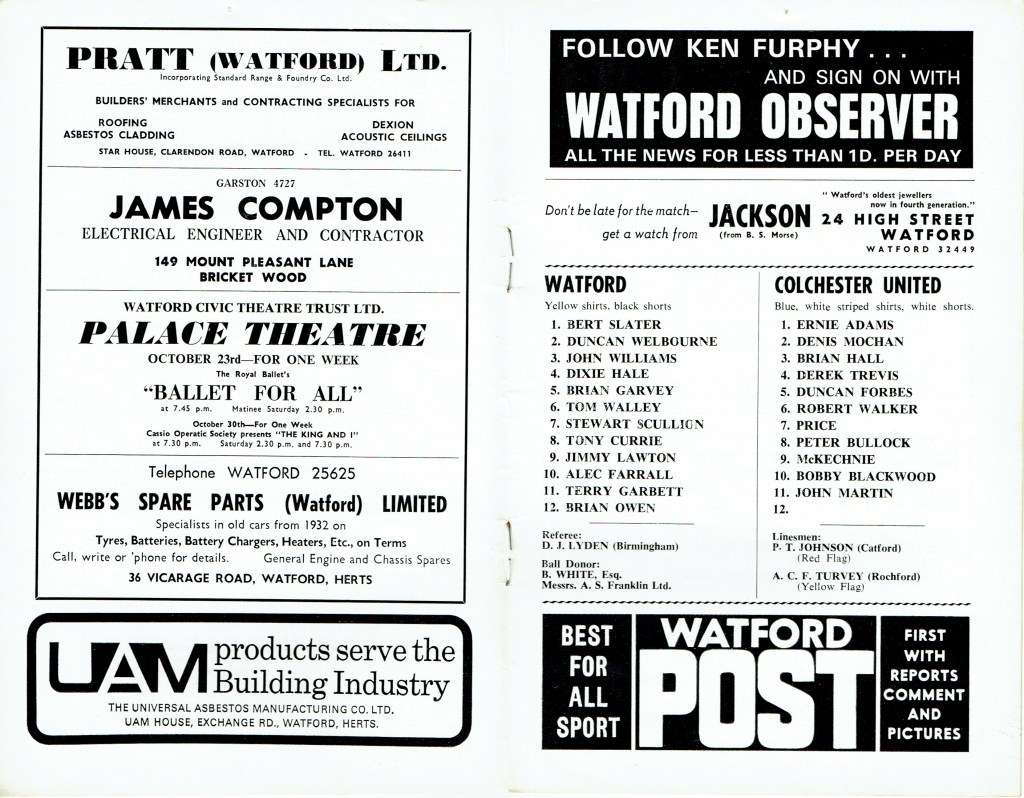 PRATT (WATFORD) LTD.
Incorporating Standard Range & Foundry Co. Ltd.
BUILDERS' MERCHANTS and CONTRACTING SPECIALISTS FOR
ROOFING
ASBESTOS CLADDING
DEXION
ACOUSTIC CEILINGS
STAR HOUSE, CLARENDON ROAD, WATFORD - TEL. WATFORD 26411
GARSTON 4727
JAMES COMPTON
ELECTRICAL ENGINEER AND CONTRACTOR
149 MOUNT PLEASANT LANE
BRICKET WOOD
WATFORD CIVIC THEATRE TRUST LTD.
PALACE THEATRE
OCTOBER 23rd—FOR ONE WEEK
The Royal Ballet's
"BALLET FOR ALL"
at 7.45 p.m. Matinee Saturday 2.30 p.m.
October 30th—For One Week
Cassio Operatic Society presents "THE KING AND I"
at 7.30 p.m. Saturday 2.30 p.m. and 7.30 p.m.
Telephone WATFORD 25625
WEBB'S SPARE PARTS (Watford) LIMITED
Specialists in old cars from 1932 on
Tyres, Batteries, Battery Chargers, Heaters, Etc., on Terms
Call, write or 'phone for details. General Engine and Chassis Spares
36 VICARAGE ROAD, WATFORD, HERTS
UAM products serve the
Building Industry
THE UNIVERSAL ASBESTOS MANUFACTURING CO. LTD.
UAM HOUSE, EXCHANGE RD., WATFORD, HERTS.
FOLLOW KEN FURPHY . . .
AND SIGN ON WITH
WATFORD OBSERVER
ALL THE NEWS FOR LESS THAN 1D. PER DAY
Don't be late for the match—
get a watch from
JACKSON
(from B. S. Morse)
"Watford's oldest jewellers
now in fourth generation."
24 HIGH STREET
WATFORD
WATFORD 32449
WATFORD
Yellow shirts, black shorts
1. BERT SLATER
2. DUNCAN WELBOURNE
3. JOHN WILLIAMS
4. DIXIE HALE
5. BRIAN GARVEY
6. TOM WALLEY
7. STEWART SCULLION
8. TONY CURRIE
9. JIMMY LAWTON
10. ALEC FARRALL
11. TERRY GARBETT
12. BRIAN OWEN
Referee:
D. J. LYDEN (Birmingham)
Ball Donor:
B. WHITE, Esq.
Messrs. A. S. Franklin Ltd.
COLCHESTER UNITED
Blue, white striped shirts, white shorts.
1. ERNIE ADAMS
2. DENIS MOCHAN
3. BRIAN HALL
4. DEREK TREVIS
5. DUNCAN FORBES
6. ROBERT WALKER
7. PRICE
8. PETER BULLOCK
9. McKECHNIE
10. BOBBY BLACKWOOD
11. JOHN MARTIN
12.
Linesmen:
P. T. JOHNSON (Catford)
(Red Flag)
A. C. F. TURVEY (Rochford)
(Yellow Flag)
BEST
FOR
ALL
SPORT
WATFORD
POST
FIRST
WITH
REPORTS
COMMENT
AND
PICTURES